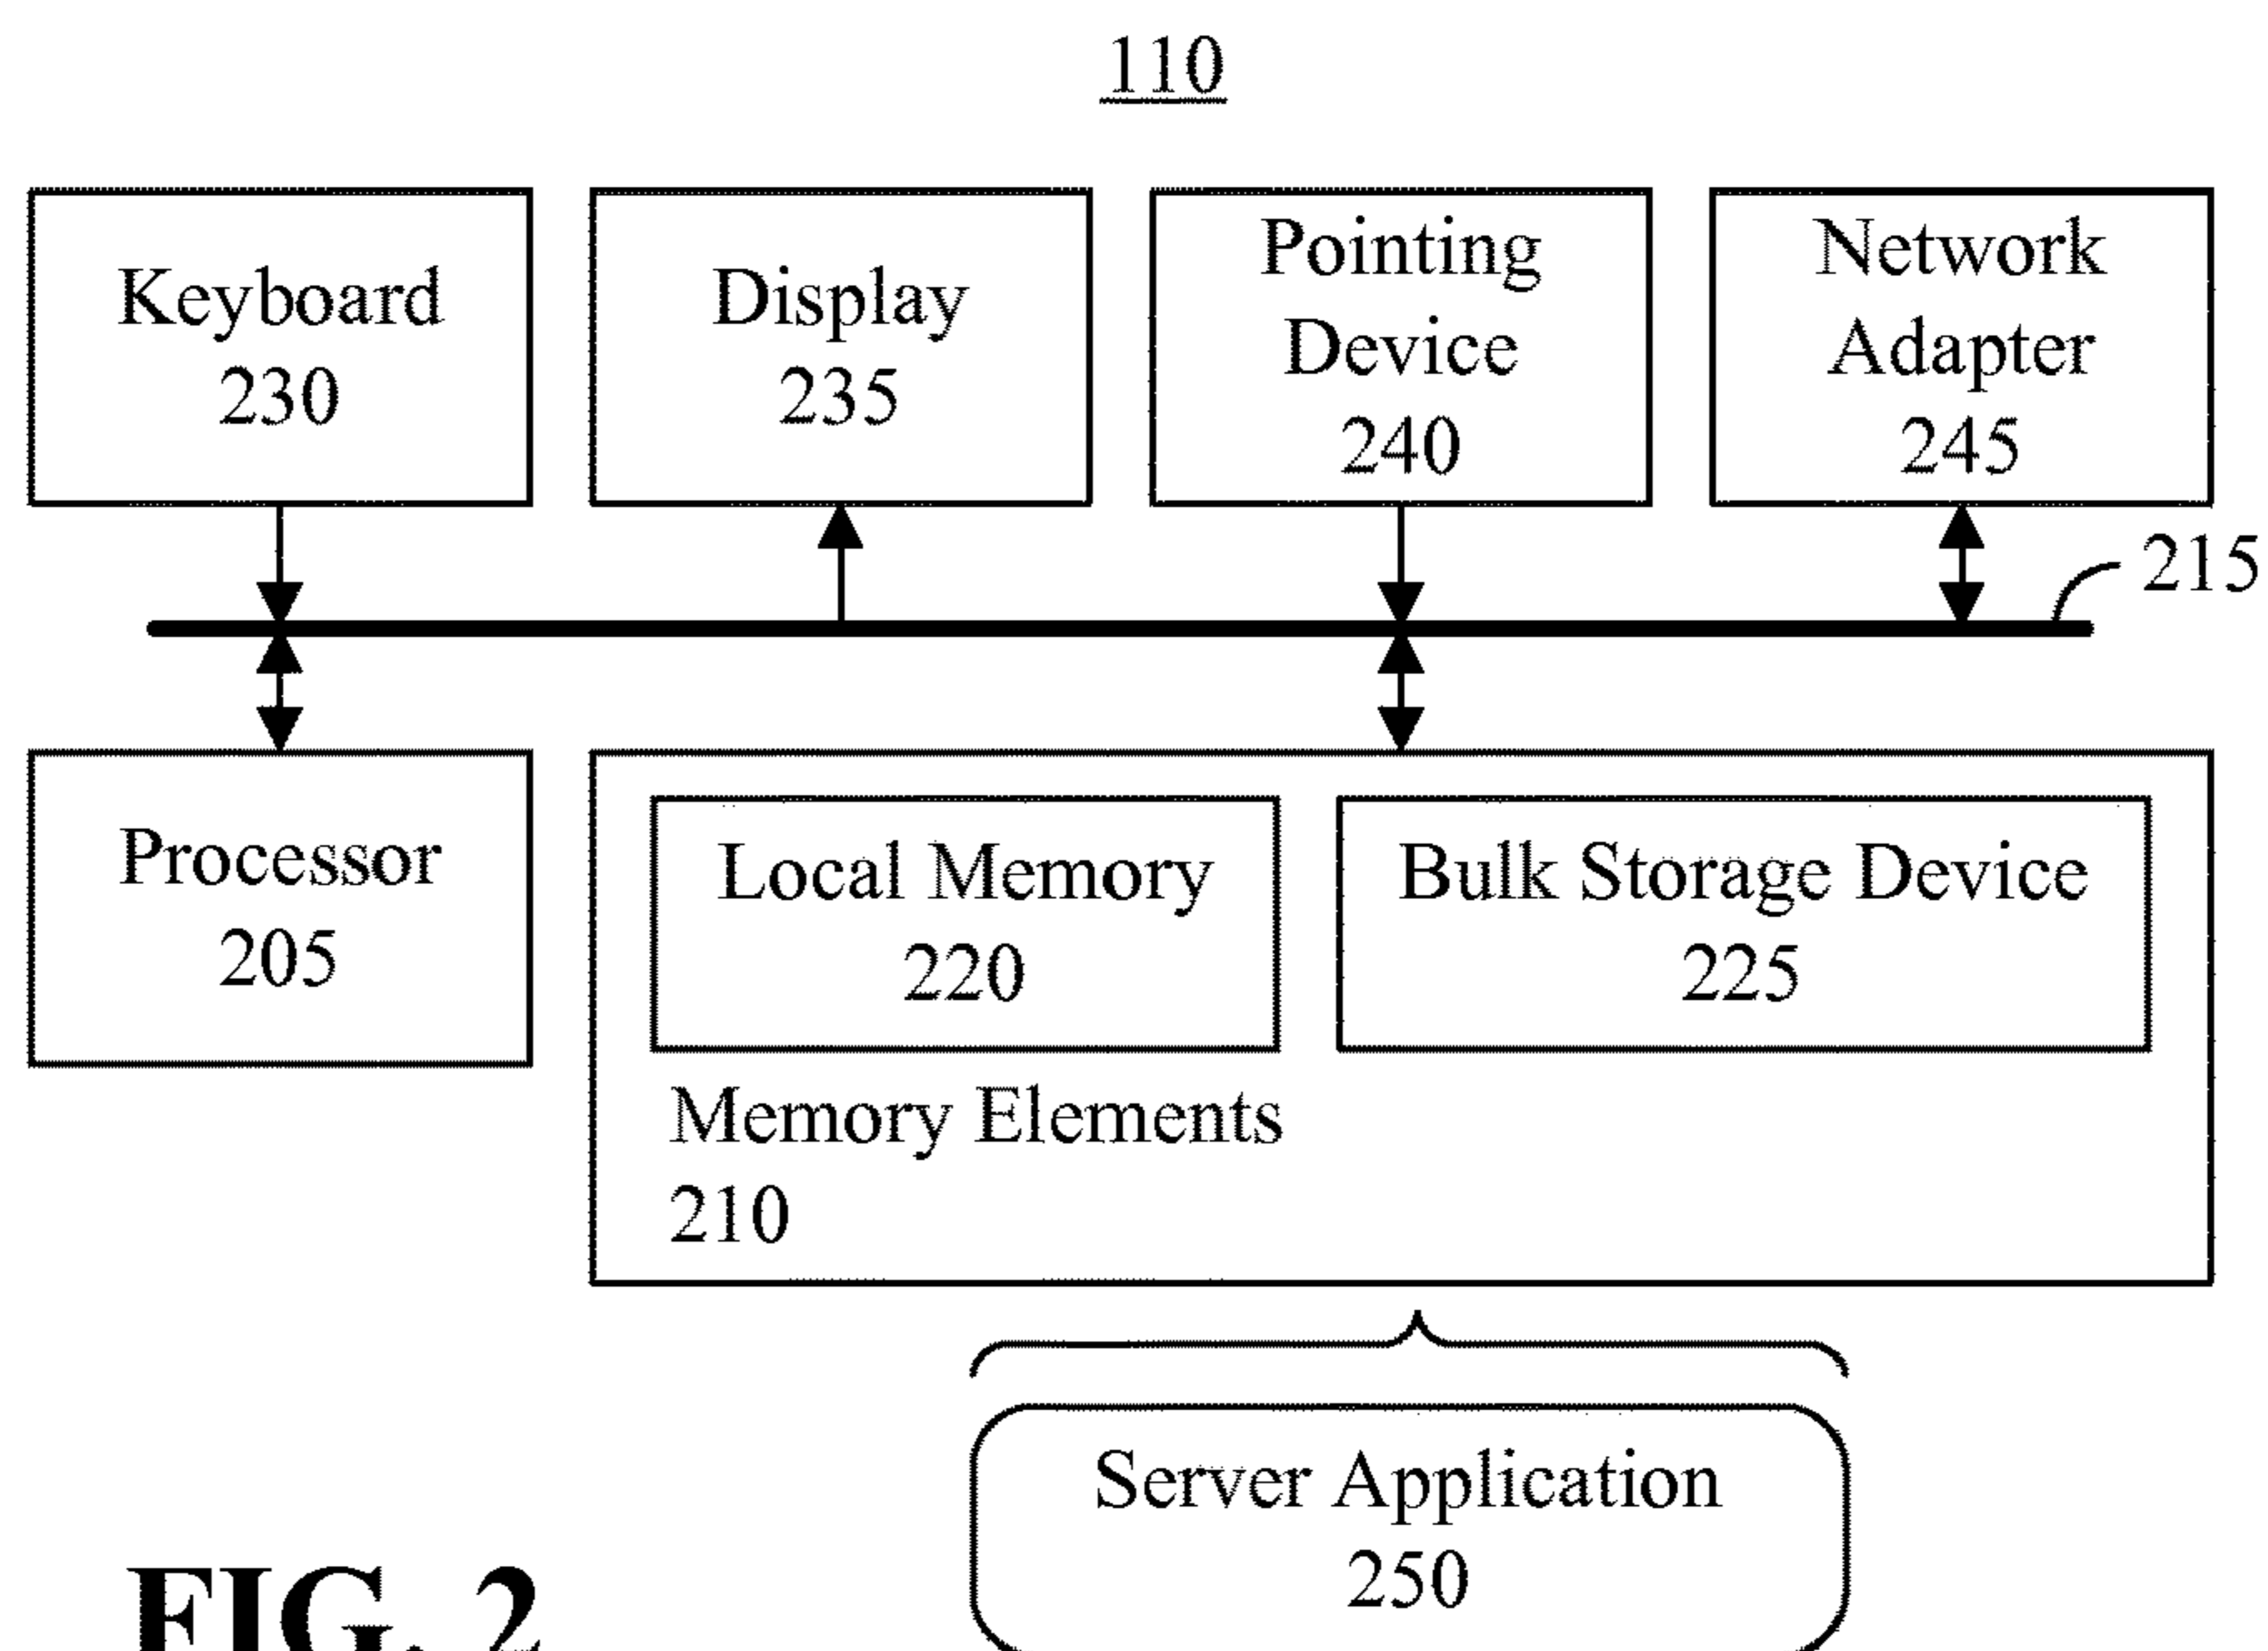 110
Keyboard
230
Display
235
Pointing
Device
240
Network
Adapter
245
215
Processor
205
Local Memory
220
Bulk Storage Device
225
Memory Elements
210
Server Application
250
FIG. 2